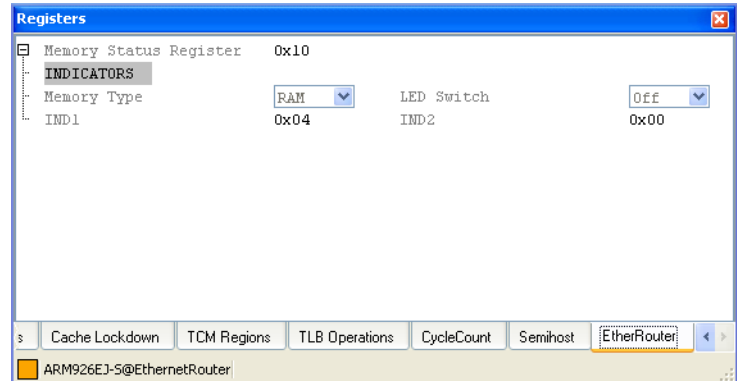 Registers
Memory Status Register 0x10
INDICATORS
Memory Type RAM LED Switch Off
IND1 0x04 IND2 0x00
s Cache Lockdown TCM Regions TLB Operations CycleCount Semihost EtherRouter
ARM926EJ-S@EthernetRouter